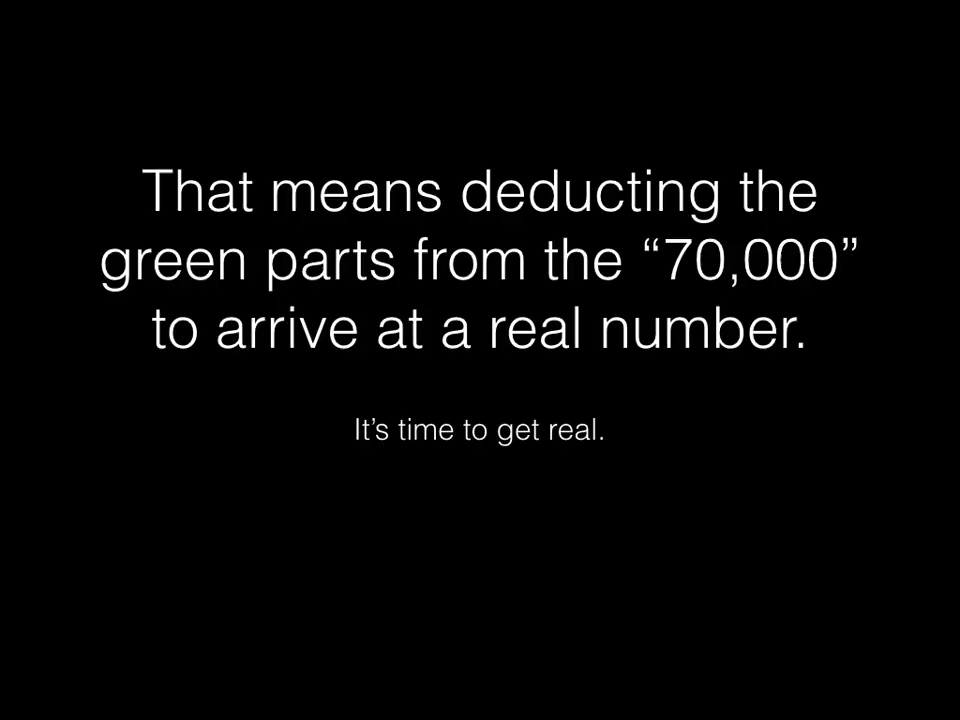 That means deducting the
green parts from the “70,000”
to arrive at a real number.
It’s time to get real.